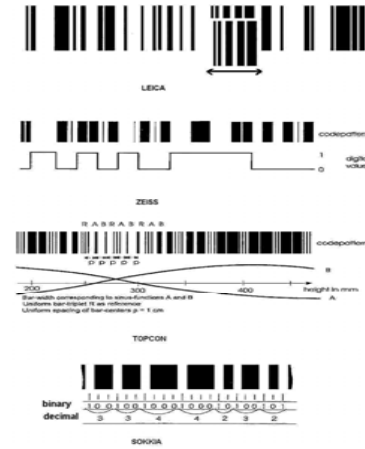 LEICA
codepattern
1
digital
value
0
ZEISS
R A B R A B R A B
codepattern
p p p p p
B
200 300 400 height in mm
A
Bar-width corresponding to sinus-functions A and B
Uniform bar-triplet R as reference
Uniform spacing of bar-centers p = 1 cm
TOPCON
binary
decimal 3 3 4 4 2 3 2
SOKKIA